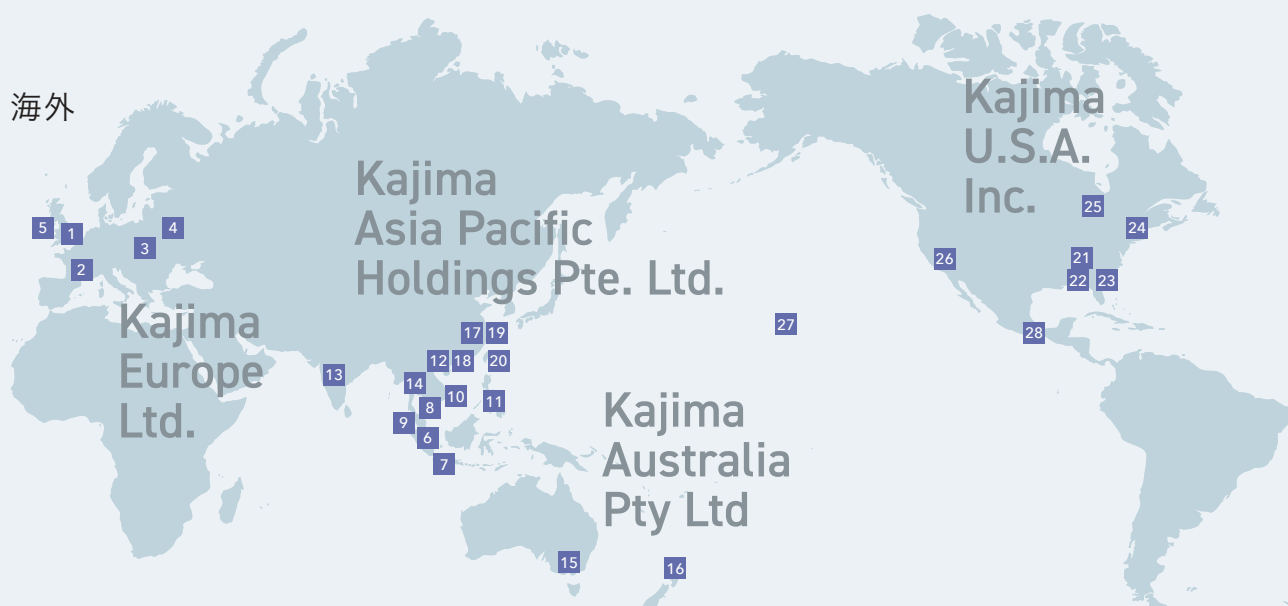 海外
Kajima
U.S.A.
Inc.
Kajima
Asia Pacific
Holdings Pte. Ltd.
Kajima
Europe
Ltd.
Kajima
Australia
Pty Ltd
5
1
4
3
2
25
24
26
21
22
23
27
28
17
19
12
18
20
13
14
10
11
8
9
6
7
15
16